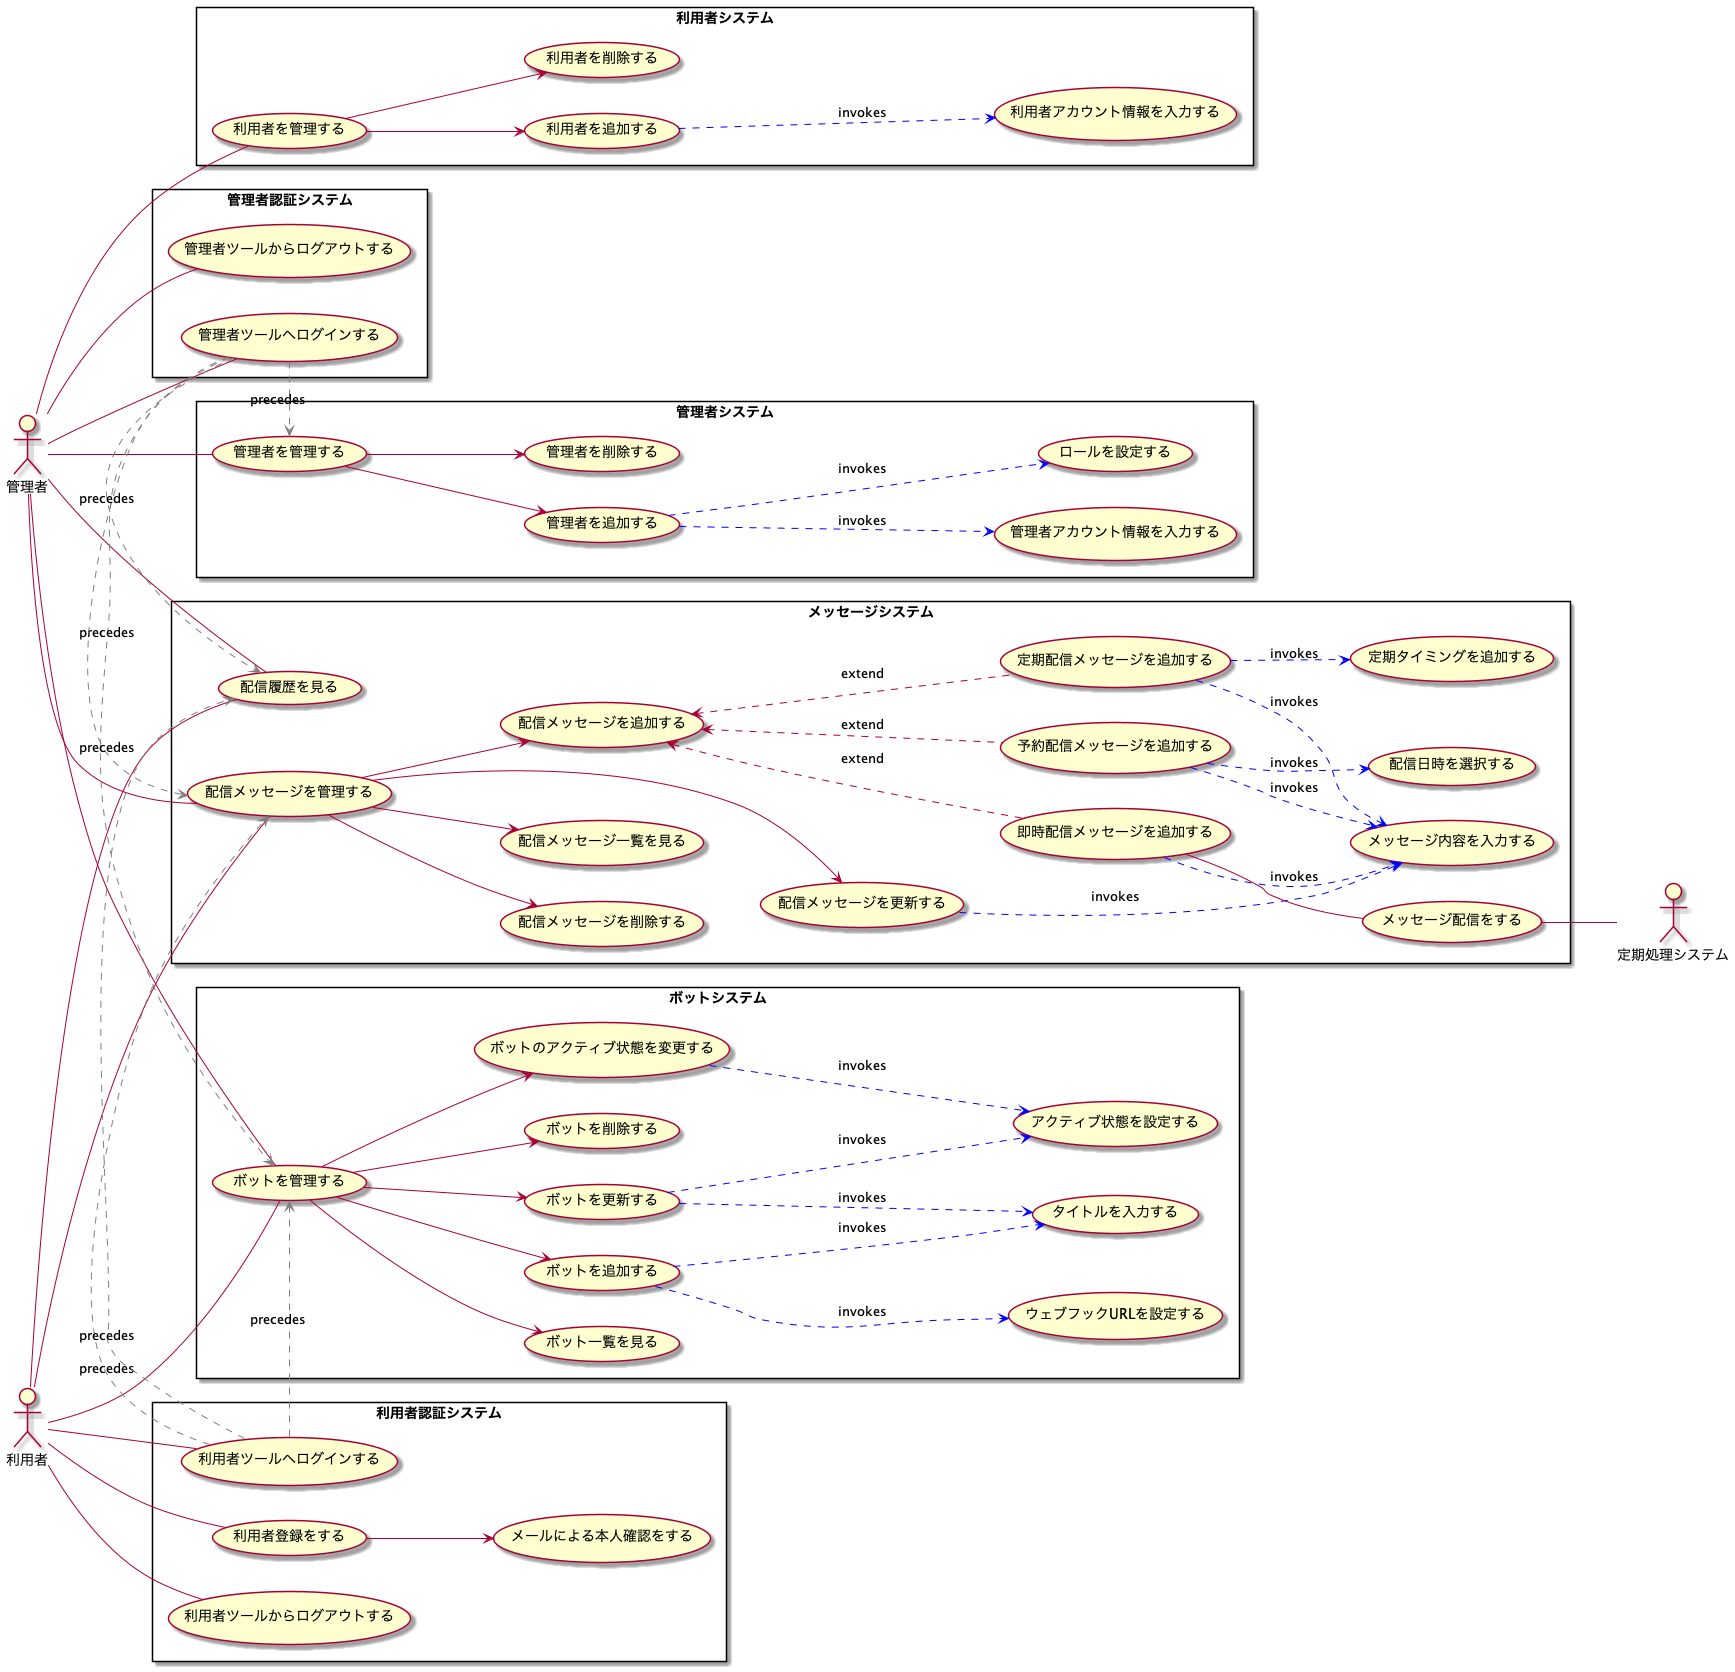 利用者システム
利用者を削除する
利用者を管理する
利用者を追加する
invokes
利用者アカウント情報を入力する
管理者認証システム
管理者ツールからログアウトする
管理者ツールへログインする
precedes
管理者システム
管理者
管理者を管理する
管理者を削除する
管理者を追加する
invokes
ロールを設定する
invokes
管理者アカウント情報を入力する
precedes
precedes
precedes
メッセージシステム
配信履歴を見る
配信メッセージを管理する
配信メッセージを追加する
配信メッセージ一覧を見る
配信メッセージを削除する
配信メッセージを更新する
extend
extend
extend
定期配信メッセージを追加する
予約配信メッセージを追加する
即時配信メッセージを追加する
invokes
invokes
invokes
invokes
invokes
invokes
定期タイミングを追加する
配信日時を選択する
メッセージ内容を入力する
メッセージ配信をする
定期処理システム
ボットシステム
ボットのアクティブ状態を変更する
ボットを削除する
ボットを管理する
ボットを更新する
ボットを追加する
ボット一覧を見る
invokes
invokes
invokes
invokes
invokes
アクティブ状態を設定する
タイトルを入力する
ウェブフックURLを設定する
precedes
precedes
precedes
利用者
利用者認証システム
利用者ツールへログインする
利用者登録をする
メールによる本人確認をする
利用者ツールからログアウトする